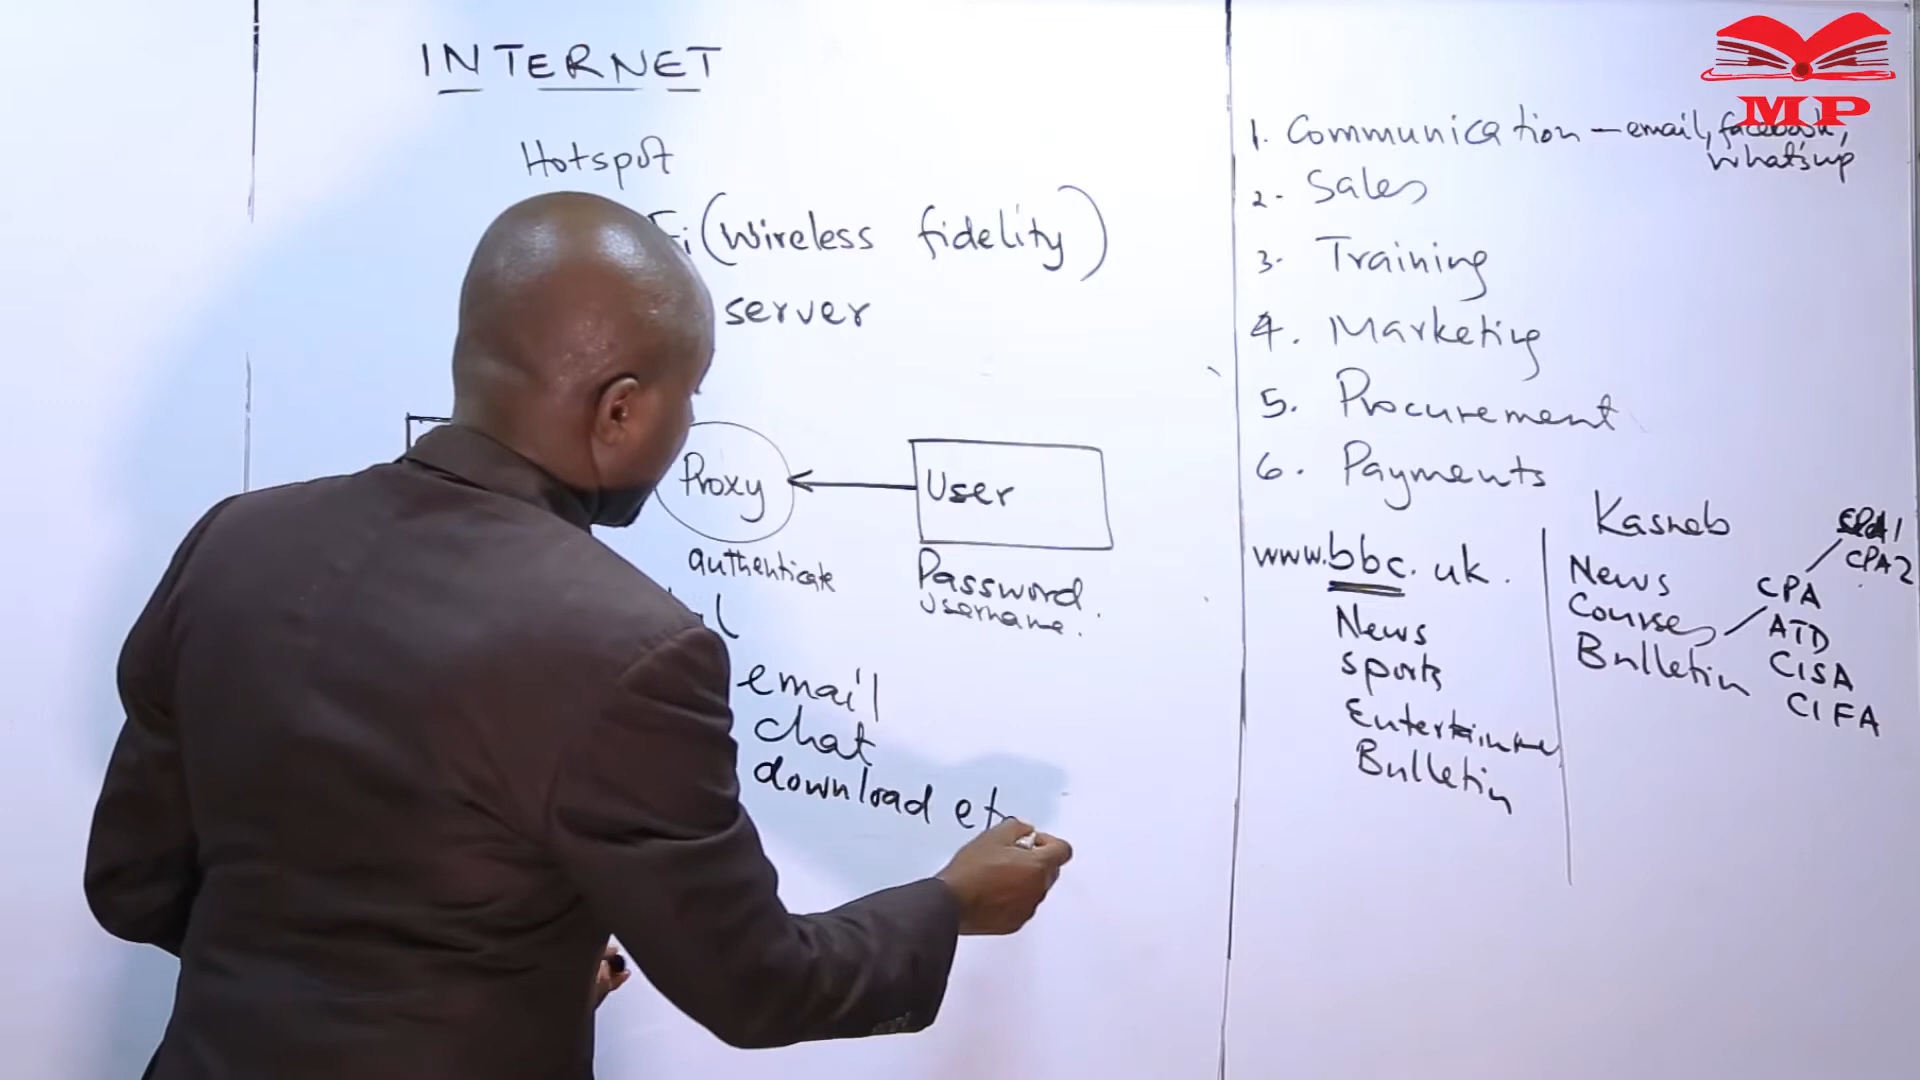 INTERNET
Hotspot
Fi (Wireless fidelity)
server
Proxy
User
authenticate
Password.
Username.
email
chat
download etc
MP
1. Communication – email, facebook,
whatsup
2. Sales
3. Training
4. Marketing
5. Procurement
6. Payments
www.bbc.uk.
News
Sports
Bulletin
Kasneb
News
Courses
Bulletin
CPA
ATD
CISA
CIFA
CPA2